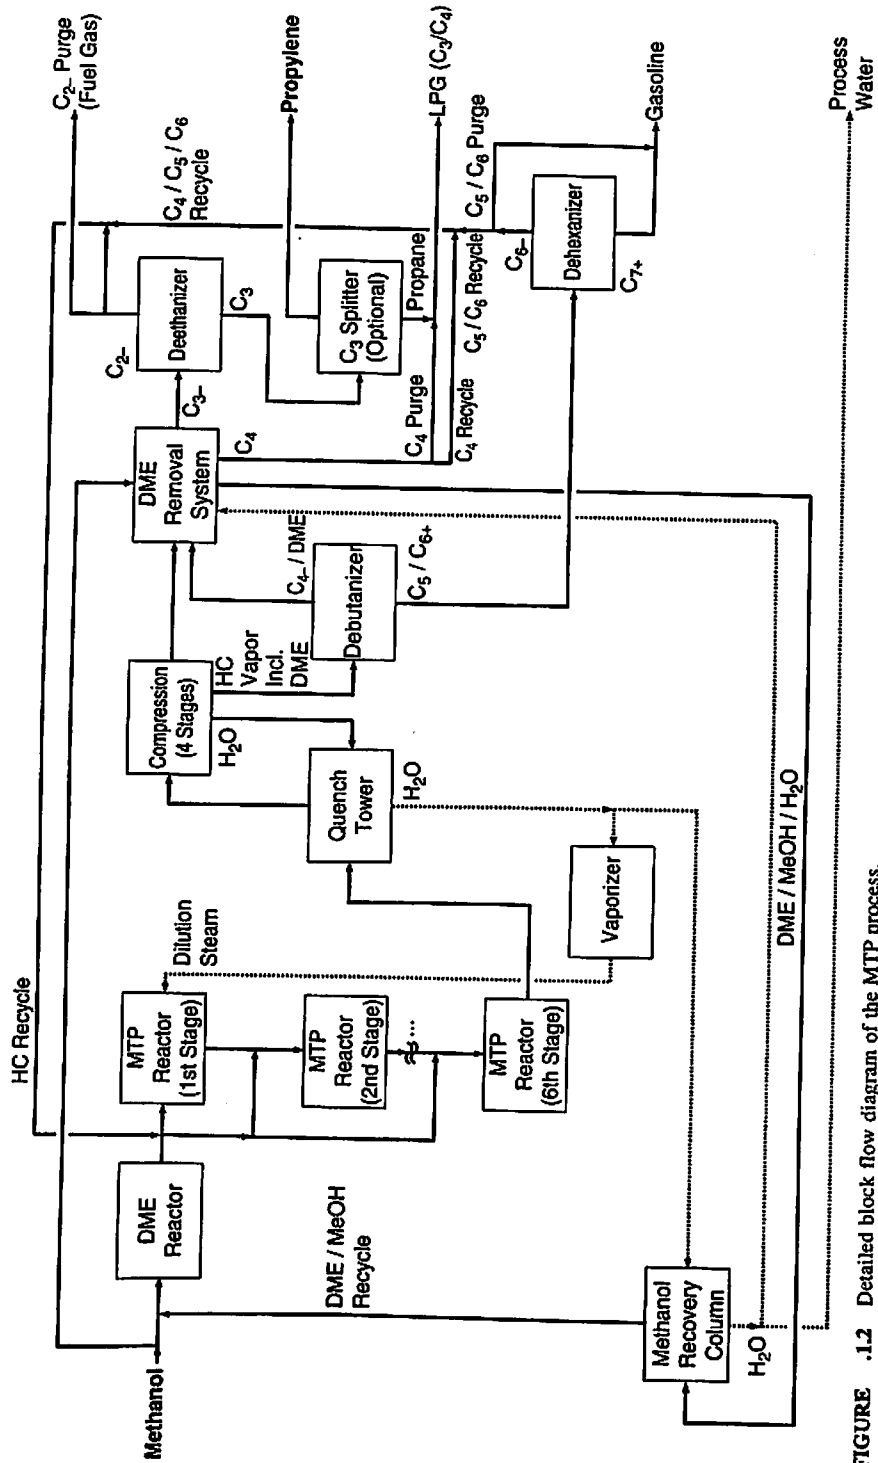 Methanol
DME
Reactor
DME / MeOH
Recycle
Methanol
Recovery
Column
H2O
HC Recycle
MTP
Reactor
(1st Stage)
Dilution
Steam
MTP
Reactor
(2nd Stage)
...
MTP
Reactor
(6th Stage)
Vaporizer
Quench
Tower
H2O
Compression
(4 Stages)
H2O
HC
Vapor
Incl.
DME
Debutanizer
C4– / DME
C5 / C6+
DME
Removal
System
C3–
C4
C4 Purge
C4 Recycle
Deethanizer
C2–
C3
C3 Splitter
(Optional)
Propane
C5 / C6 Recycle
Dehexanizer
C6–
C7+
C5 / C6 Purge
C4 / C5 / C6
Recycle
C2– Purge
(Fuel Gas)
Propylene
LPG (C3/C4)
Gasoline
Process
Water
DME / MeOH / H2O
FIGURE .1.2 Detailed block flow diagram of the MTP process.